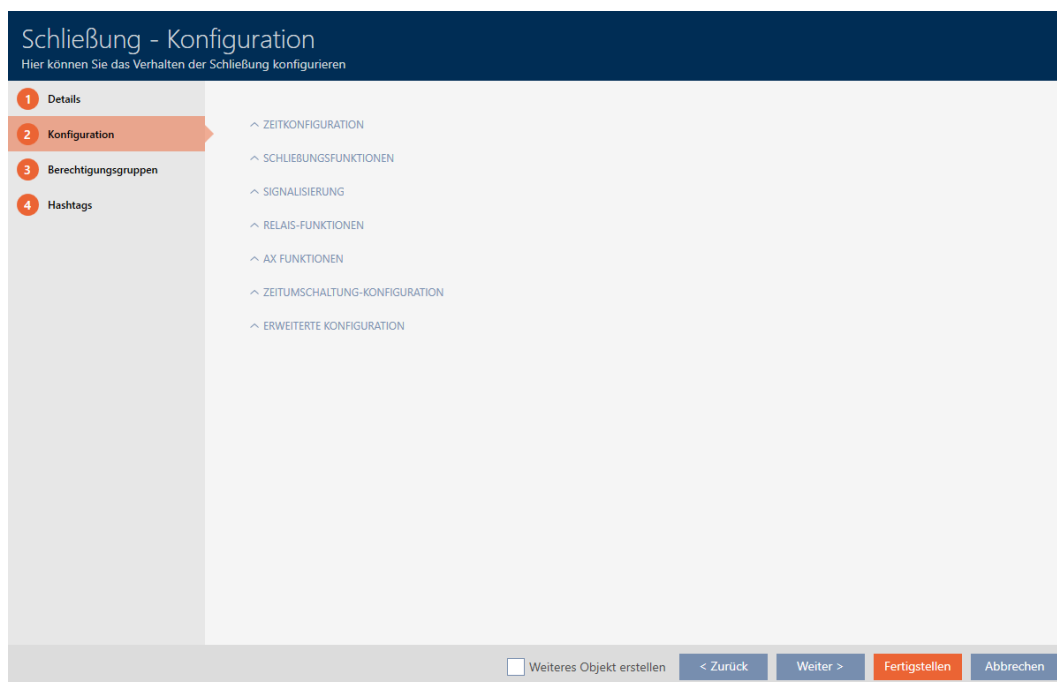 Schließung - Konfiguration
Hier können Sie das Verhalten der Schließung konfigurieren
1 Details
2 Konfiguration
3 Berechtigungsgruppen
4 Hashtags
ZEITKONFIGURATION
SCHLIEßUNGSFUNKTIONEN
SIGNALISIERUNG
RELAIS-FUNKTIONEN
AX FUNKTIONEN
ZEITUMSCHALTUNG-KONFIGURATION
ERWEITERTE KONFIGURATION
Weiteres Objekt erstellen < Zurück Weiter > Fertigstellen Abbrechen